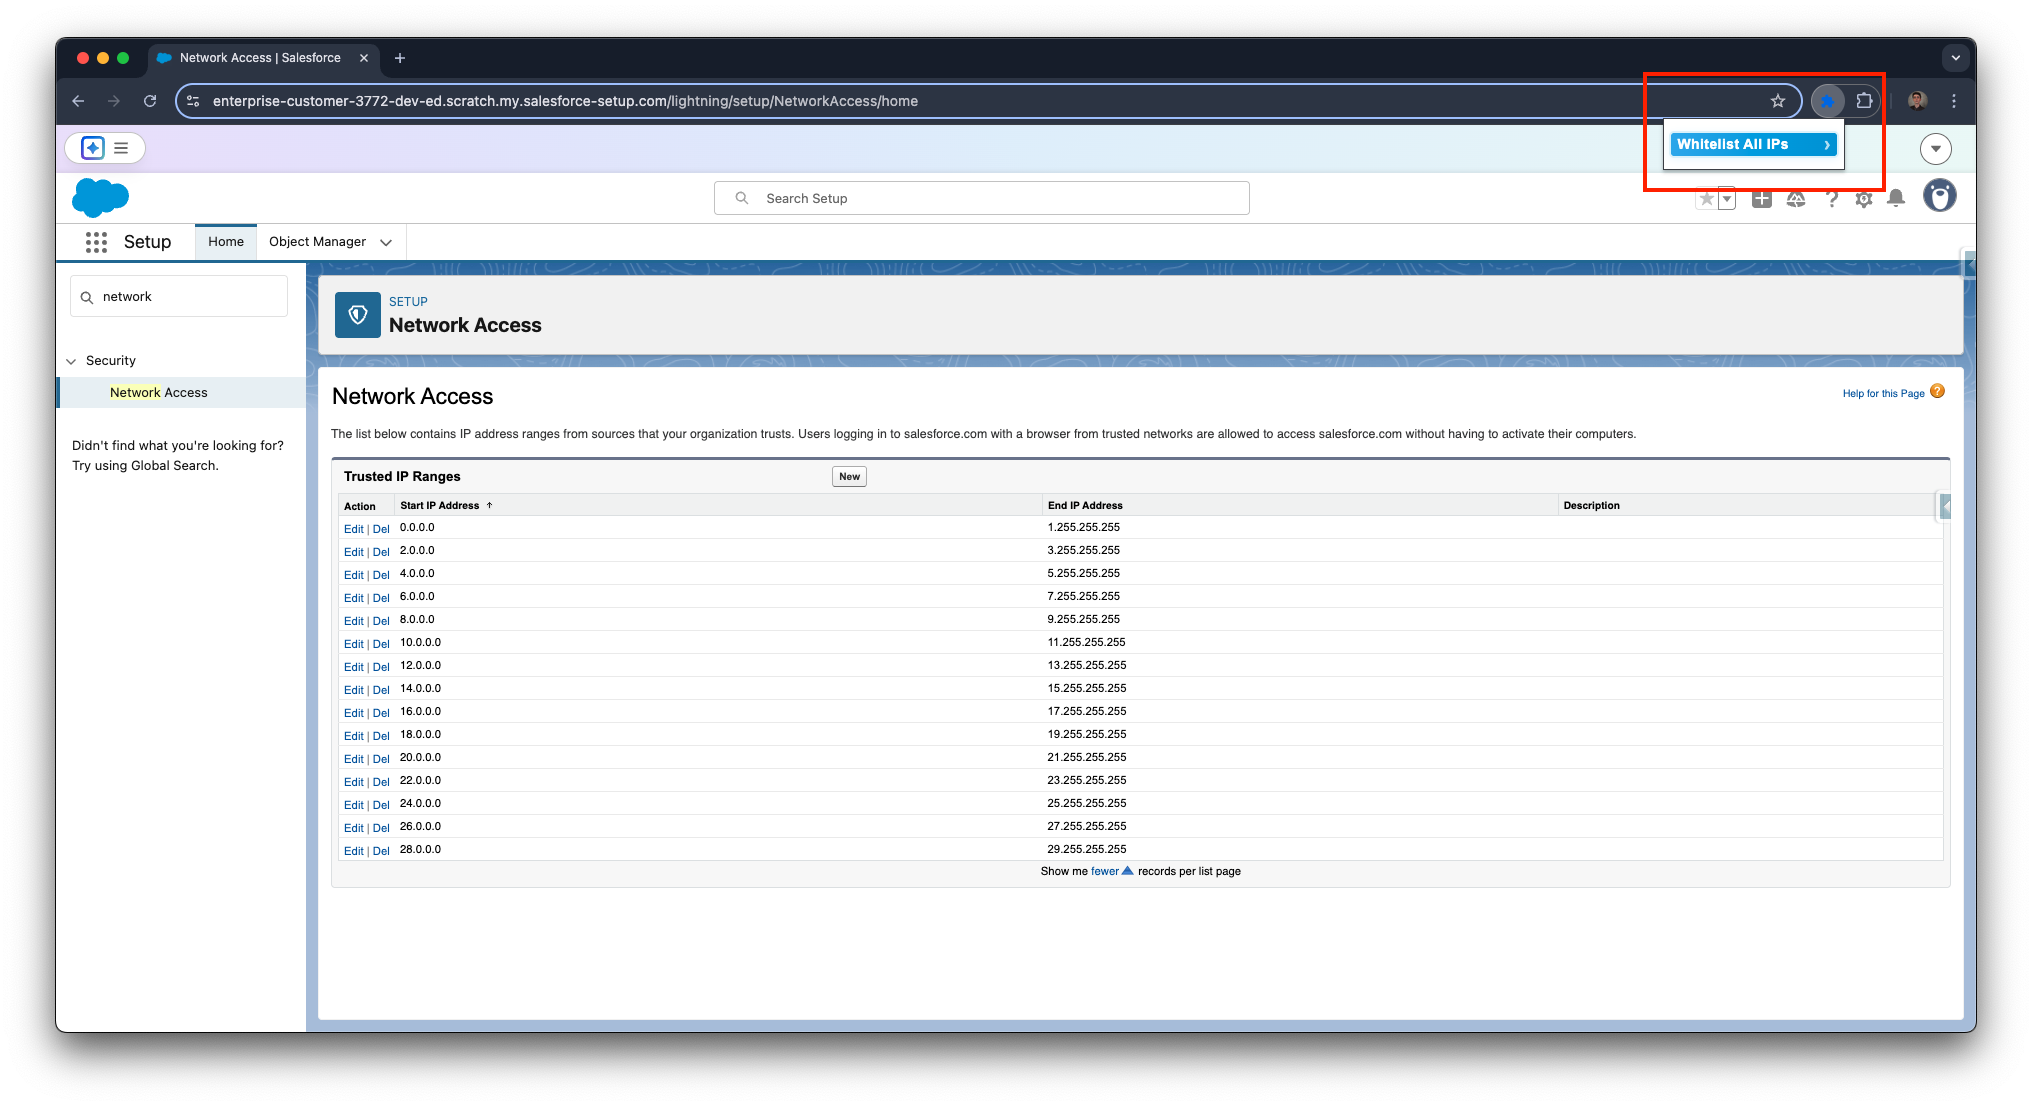 Network Access | Salesforce
enterprise-customer-3772-dev-ed.scratch.my.salesforce-setup.com/lightning/setup/NetworkAccess/home
Whitelist All IPs
Search Setup
Setup
Home
Object Manager
network
Security
Network Access
Didn't find what you're looking for?
Try using Global Search.
SETUP
Network Access
Network Access
Help for this Page ?
The list below contains IP address ranges from sources that your organization trusts. Users logging in to salesforce.com with a browser from trusted networks are allowed to access salesforce.com without having to activate their computers.
Trusted IP Ranges New
Action Start IP Address ↑ End IP Address Description
Edit | Del 0.0.0.0 1.255.255.255
Edit | Del 2.0.0.0 3.255.255.255
Edit | Del 4.0.0.0 5.255.255.255
Edit | Del 6.0.0.0 7.255.255.255
Edit | Del 8.0.0.0 9.255.255.255
Edit | Del 10.0.0.0 11.255.255.255
Edit | Del 12.0.0.0 13.255.255.255
Edit | Del 14.0.0.0 15.255.255.255
Edit | Del 16.0.0.0 17.255.255.255
Edit | Del 18.0.0.0 19.255.255.255
Edit | Del 20.0.0.0 21.255.255.255
Edit | Del 22.0.0.0 23.255.255.255
Edit | Del 24.0.0.0 25.255.255.255
Edit | Del 26.0.0.0 27.255.255.255
Edit | Del 28.0.0.0 29.255.255.255
Show me fewer records per list page